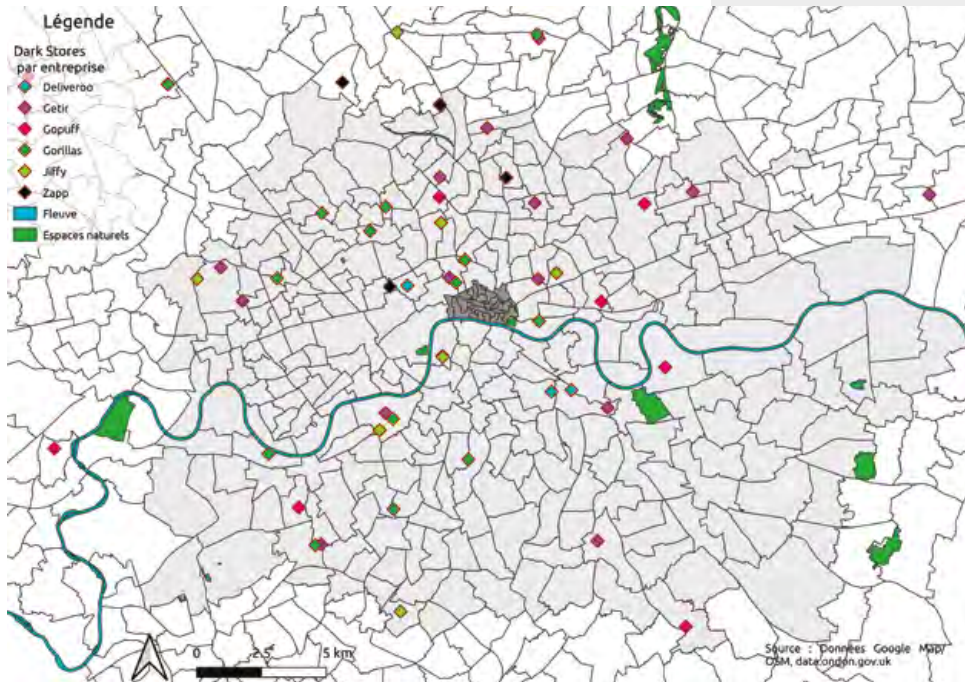 Légende
Dark Stores
par entreprise
Deliveroo
Getir
Gopuff
Gorillas
Jiffy
Zapp
Fleuve
Espaces naturels
0 2.5 5 km
Source : Données Google Map/
OSM, data.london.gov.uk